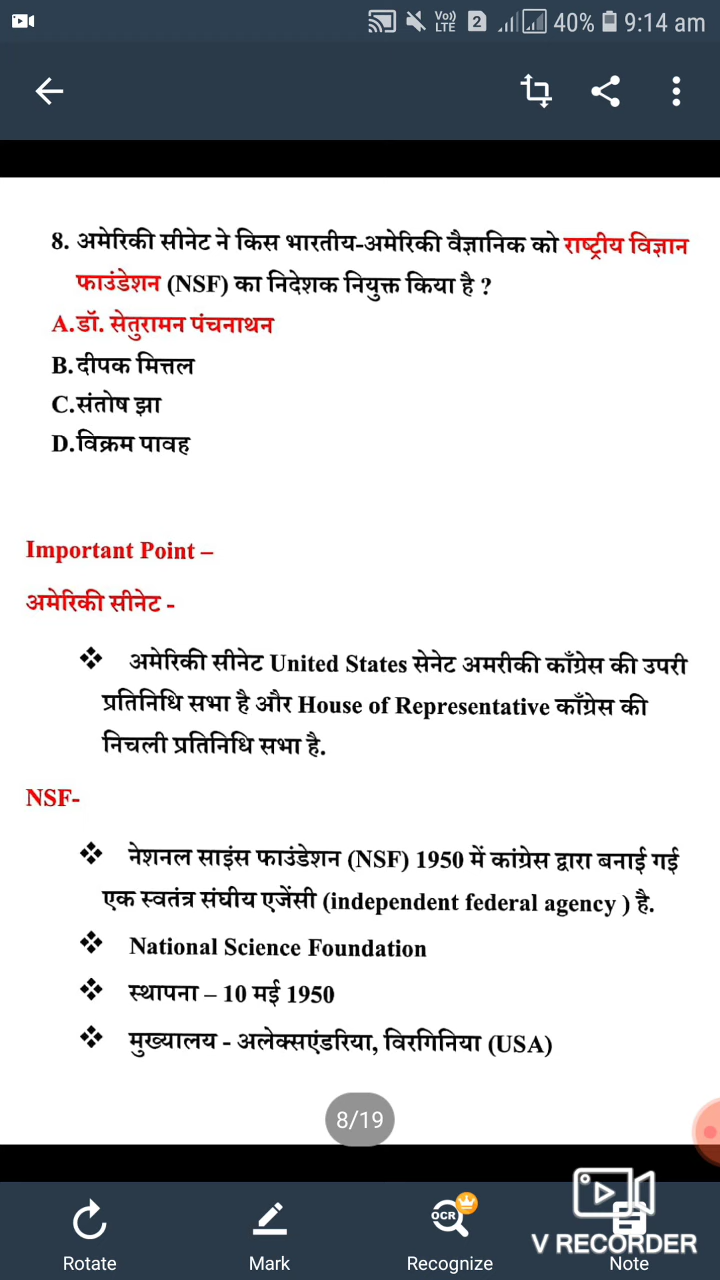 Vo)) LTE 2 40% 9:14 am
8. अमेरिकी सीनेट ने किस भारतीय-अमेरिकी वैज्ञानिक को राष्ट्रीय विज्ञान
फाउंडेशन (NSF) का निदेशक नियुक्त किया है ?
A.डॉ. सेतुरामन पंचनाथन
B.दीपक मित्तल
C.संतोष झा
D.विक्रम पावह
Important Point –
अमेरिकी सीनेट -
❖ अमेरिकी सीनेट United States सेनेट अमरीकी काँग्रेस की उपरी
प्रतिनिधि सभा है और House of Representative काँग्रेस की
निचली प्रतिनिधि सभा है.
NSF-
❖ नेशनल साइंस फाउंडेशन (NSF) 1950 में कांग्रेस द्वारा बनाई गई
एक स्वतंत्र संघीय एजेंसी (independent federal agency ) है.
❖ National Science Foundation
❖ स्थापना – 10 मई 1950
❖ मुख्यालय - अलेक्सएंडरिया, विरगिनिया (USA)
8/19
OCR
V RECORDER
Rotate Mark Recognize Note